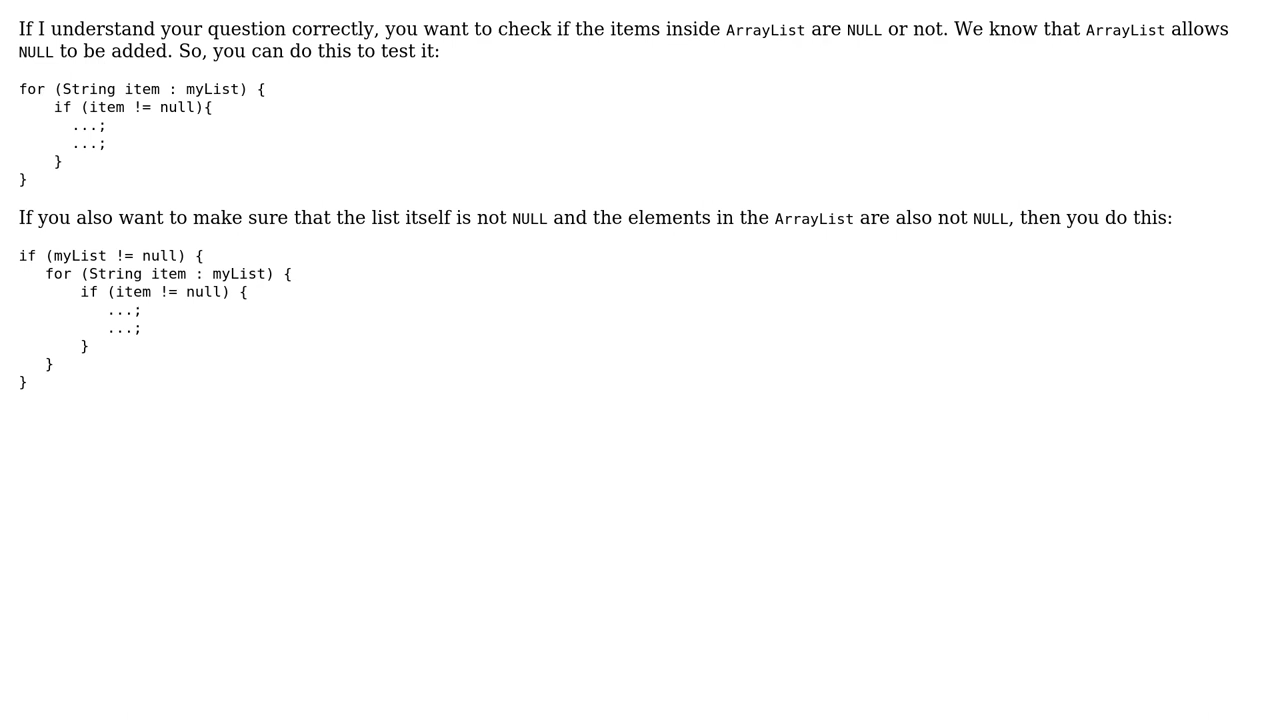 If I understand your question correctly, you want to check if the items inside ArrayList are NULL or not. We know that ArrayList allows
NULL to be added. So, you can do this to test it:
for (String item : myList) {
    if (item != null){
      ...;
      ...;
    }
}
If you also want to make sure that the list itself is not NULL and the elements in the ArrayList are also not NULL, then you do this:
if (myList != null) {
   for (String item : myList) {
       if (item != null) {
          ...;
          ...;
       }
   }
}